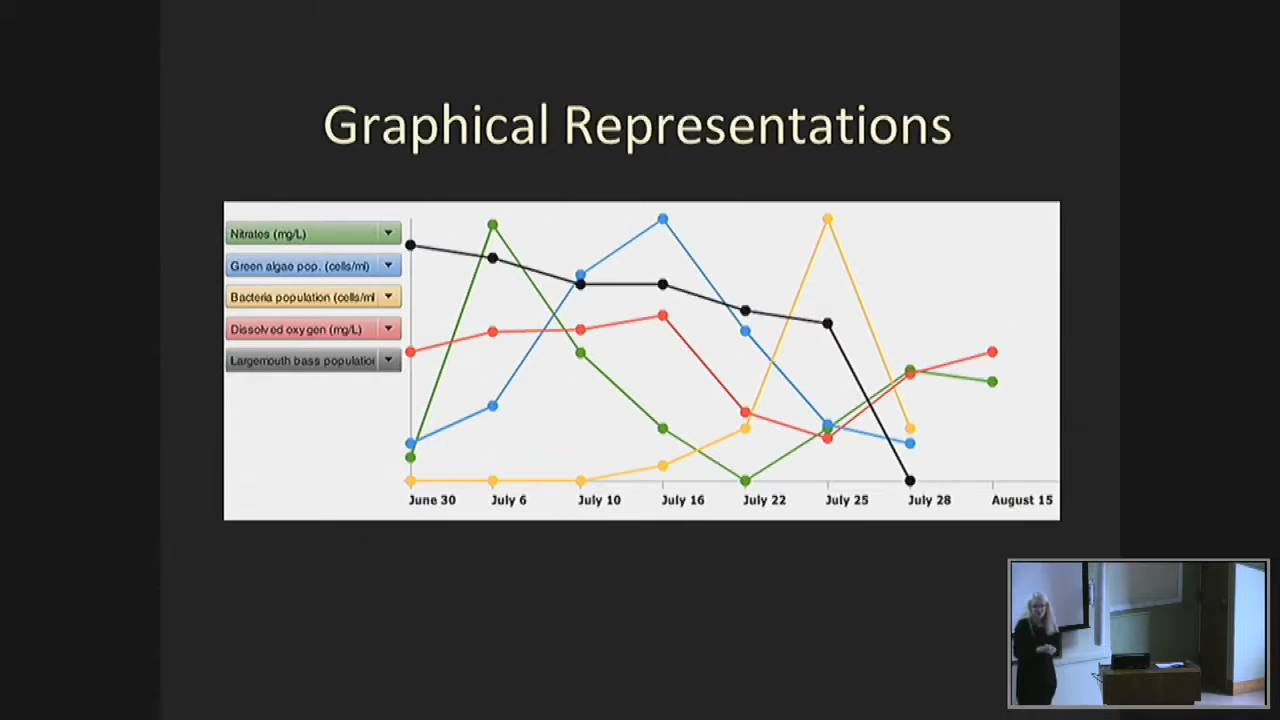 Graphical Representations
Nitrates (mg/L)
Green algae pop. (cells/ml)
Bacteria population (cells/ml
Dissolved oxygen (mg/L)
Largemouth bass population
June 30 July 6 July 10 July 16 July 22 July 25 July 28 August 15